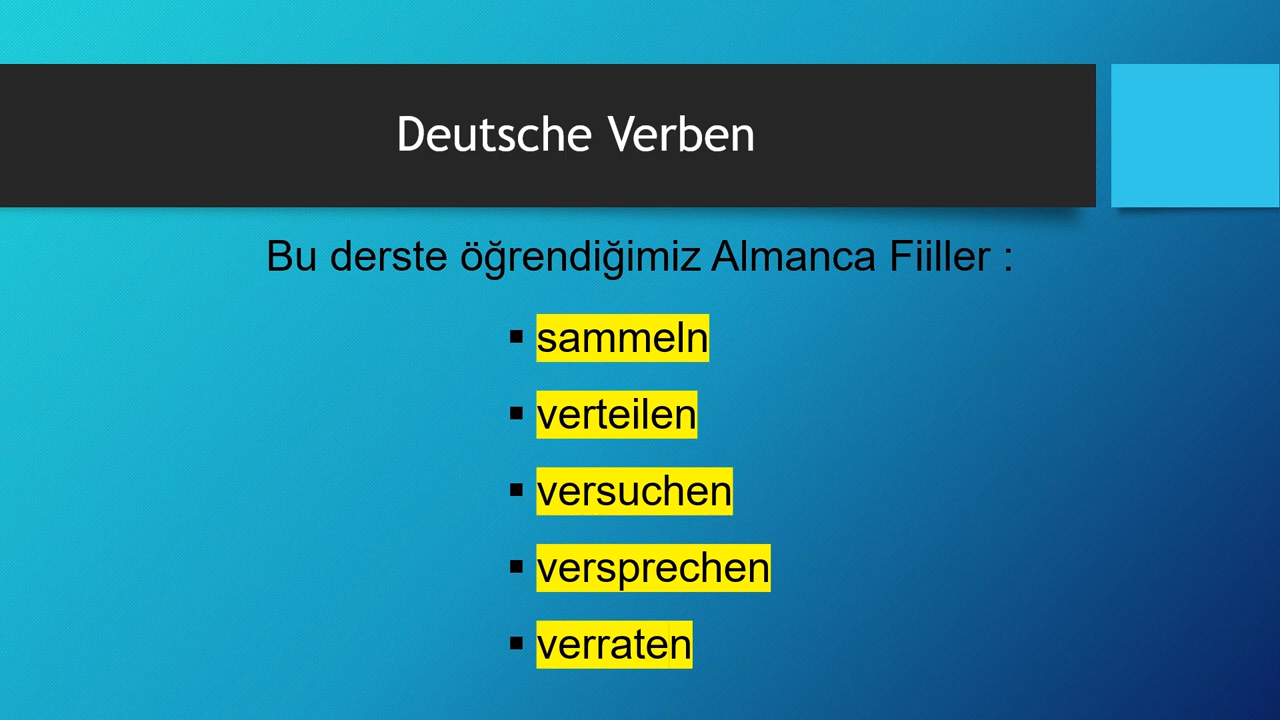 Deutsche Verben
Bu derste öğrendiğimiz Almanca Fiiller :
▪ sammeln
▪ verteilen
▪ versuchen
▪ versprechen
▪ verraten